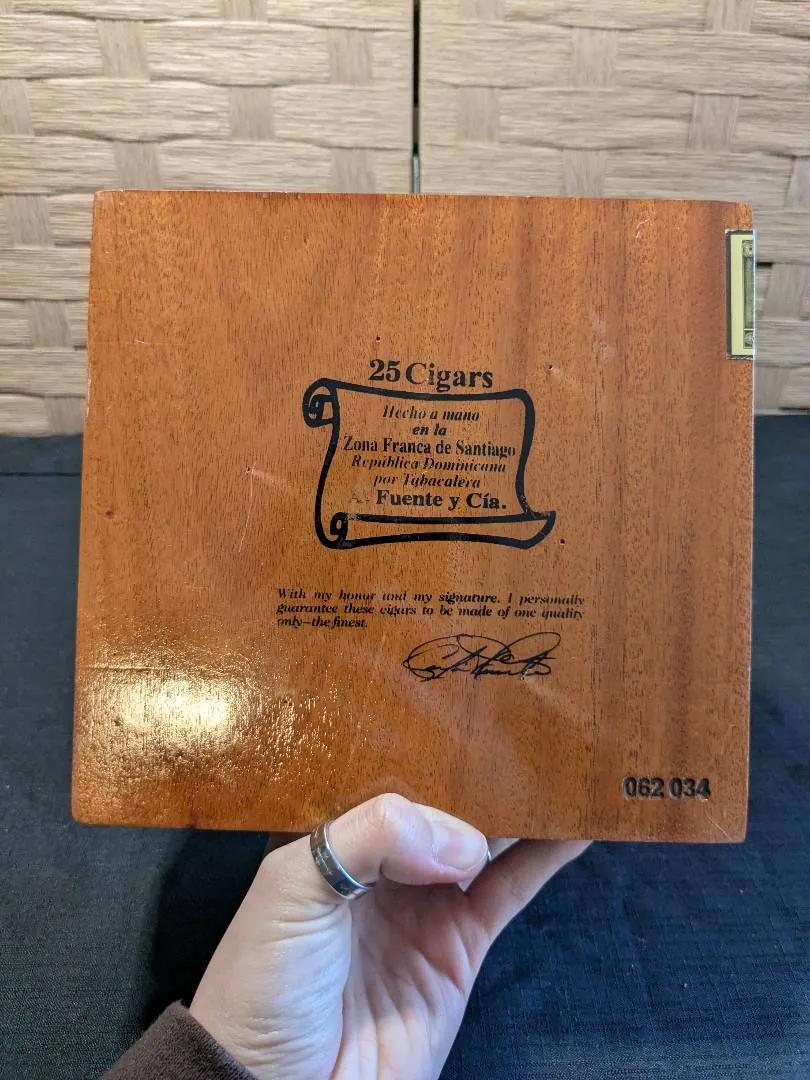 25 Cigars
Hecho a mano
en la
Zona Franca de Santiago
República Dominicana
por Tabacalera
A. Fuente y Cía.
With my honor and my signature. I personally
guarantee these cigars to be made of one quality
only—the finest.
062 034